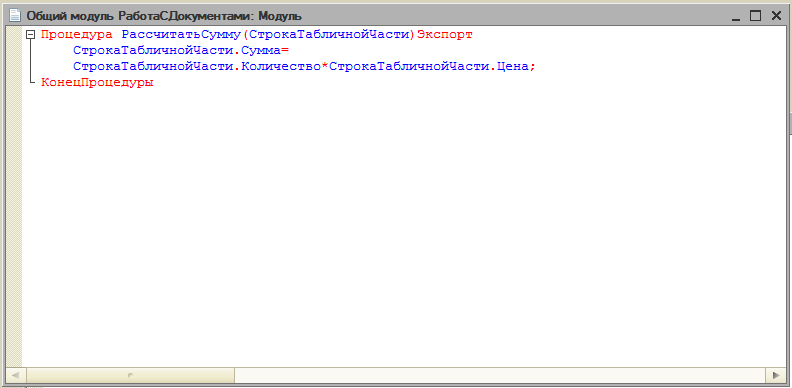 Общий модуль РаботаСДокументами: Модуль
Процедура РассчитатьСумму(СтрокаТабличнойЧасти)Экспорт
СтрокаТабличнойЧасти.Сумма=
СтрокаТабличнойЧасти.Количество*СтрокаТабличнойЧасти.Цена;
КонецПроцедуры